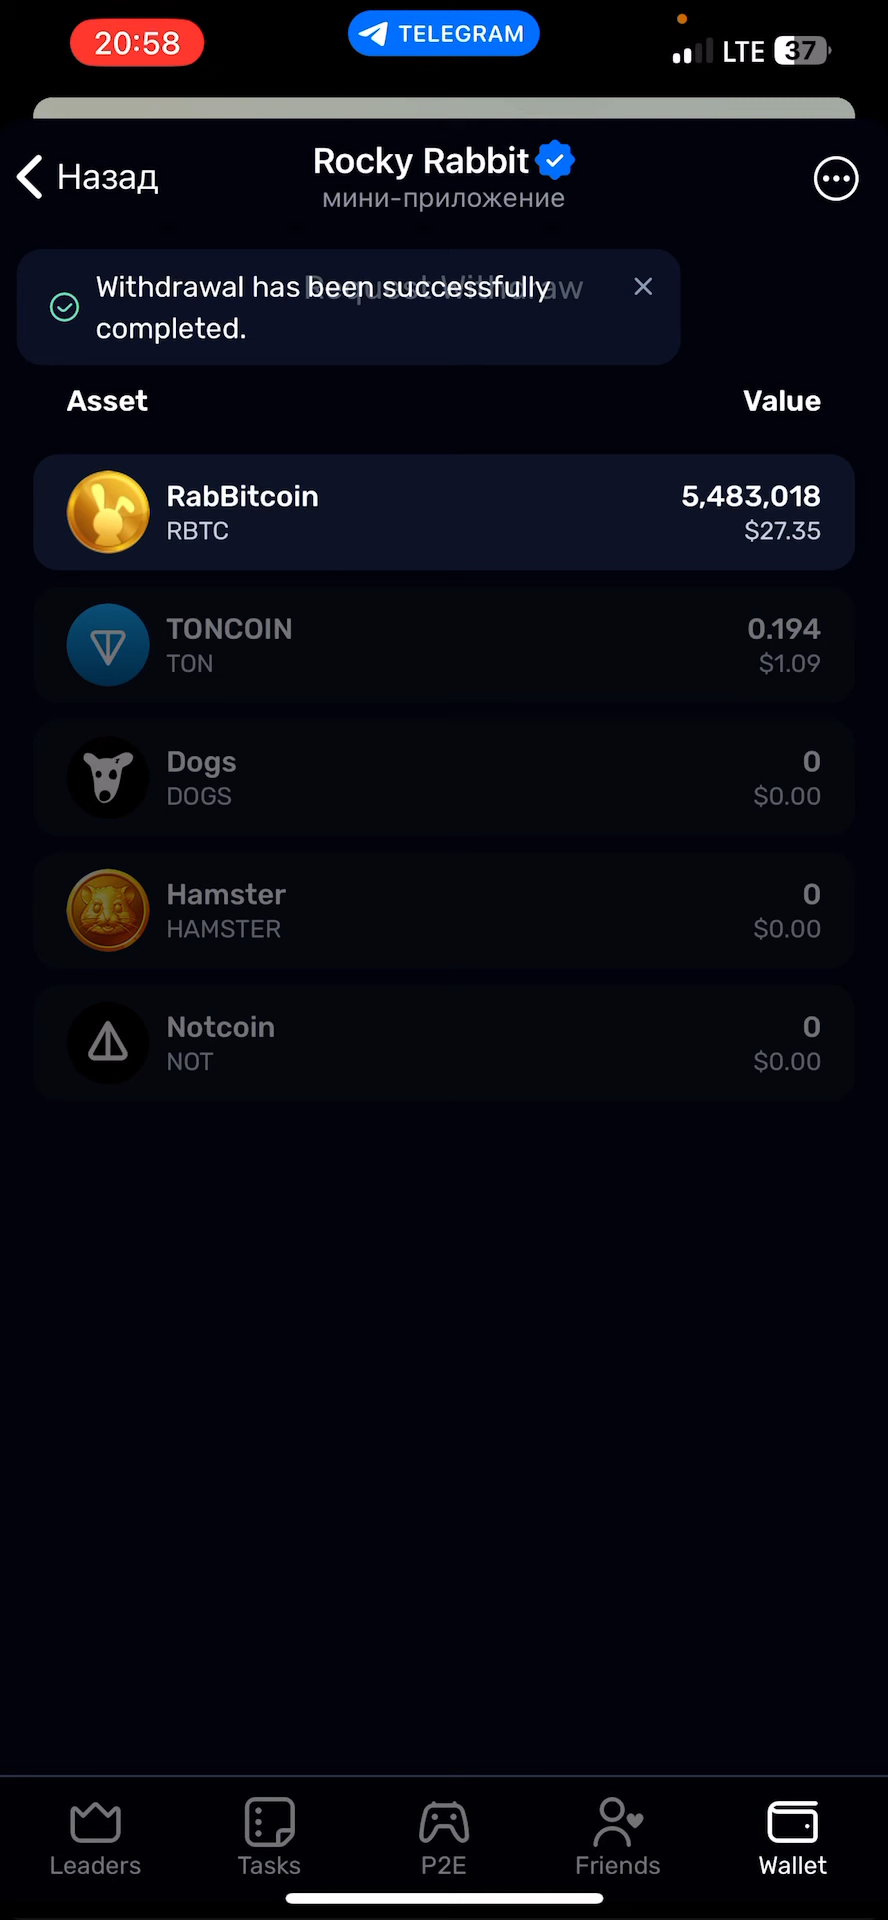 20:58
TELEGRAM
LTE
37
Rocky Rabbit
Назад
мини-приложение
Request Withdraw
Withdrawal has been successfully
completed.
Asset
Value
RabBitcoin
5,483,018
RBTC
$27.35
TONCOIN
0.194
TON
$1.09
Dogs
0
DOGS
$0.00
Hamster
0
HAMSTER
$0.00
Notcoin
0
NOT
$0.00
Leaders
Tasks
P2E
Friends
Wallet